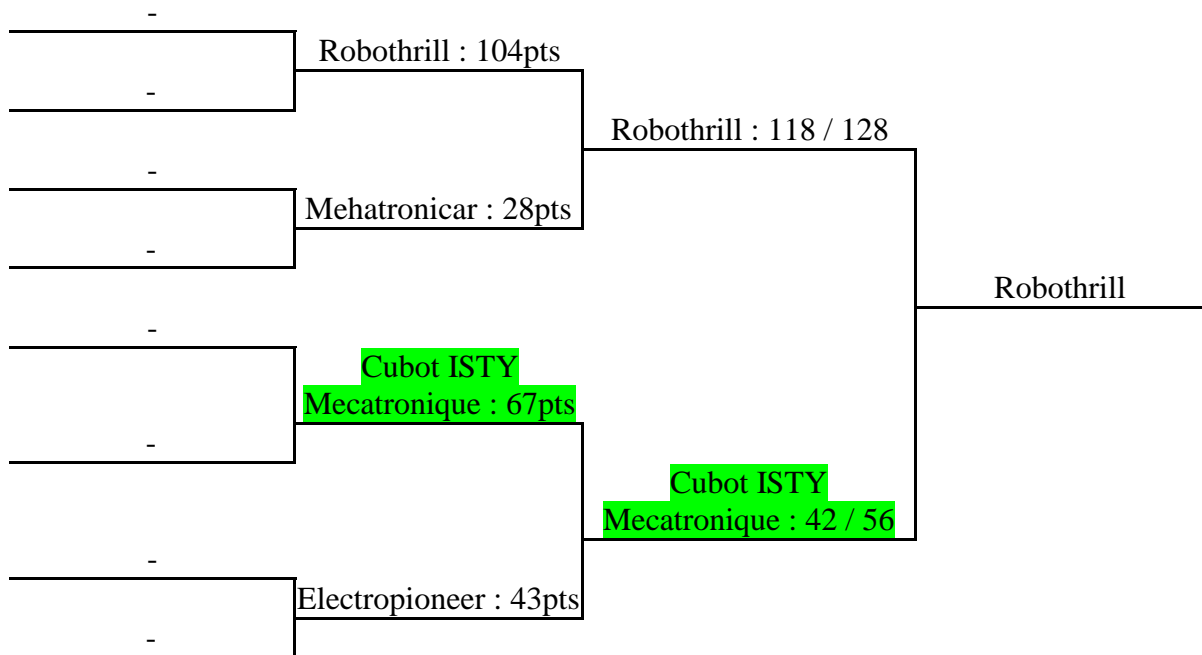 -
Robothrill : 104pts
-
Robothrill : 118 / 128
-
Mehatronicar : 28pts
-
Robothrill
-
Cubot ISTY
Mecatronique : 67pts
-
Cubot ISTY
Mecatronique : 42 / 56
-
Electropioneer : 43pts
-